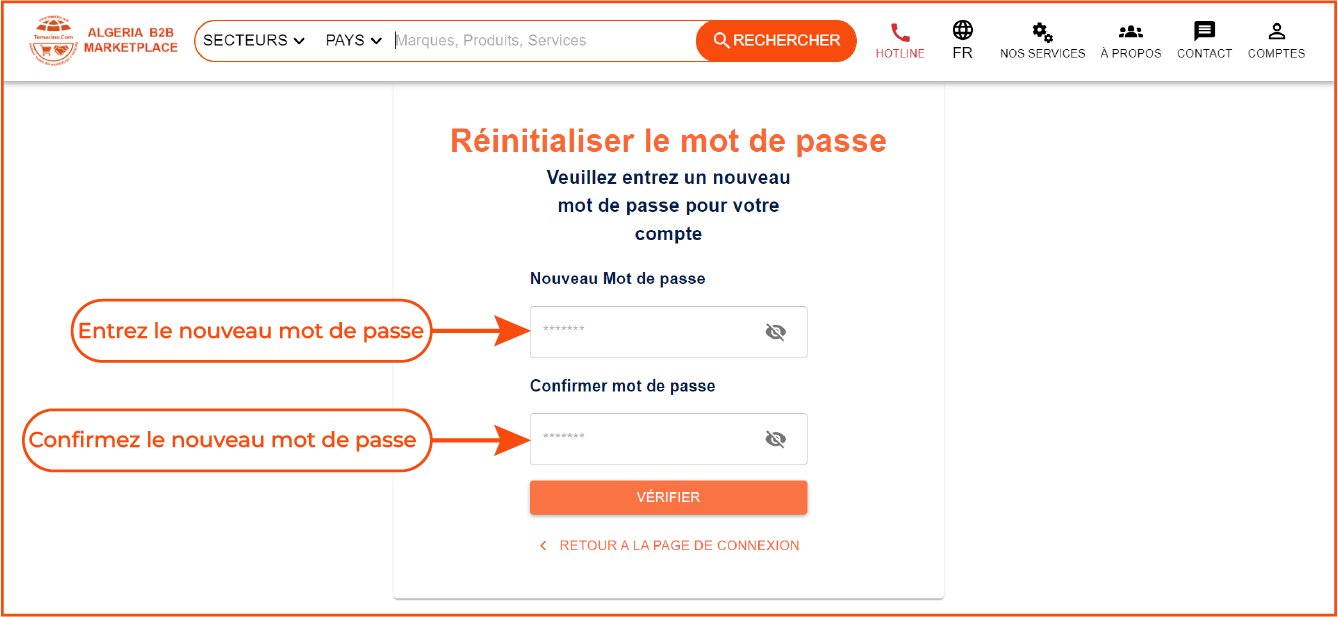 Temacine.Com
ALGERIA B2B
MARKETPLACE
SECTEURS
PAYS
Marques, Produits, Services
RECHERCHER
HOTLINE
FR
NOS SERVICES
À PROPOS
CONTACT
COMPTES
Réinitialiser le mot de passe
Veuillez entrez un nouveau
mot de passe pour votre
compte
Nouveau Mot de passe
Entrez le nouveau mot de passe
*******
Confirmer mot de passe
Confirmez le nouveau mot de passe
*******
VÉRIFIER
RETOUR A LA PAGE DE CONNEXION